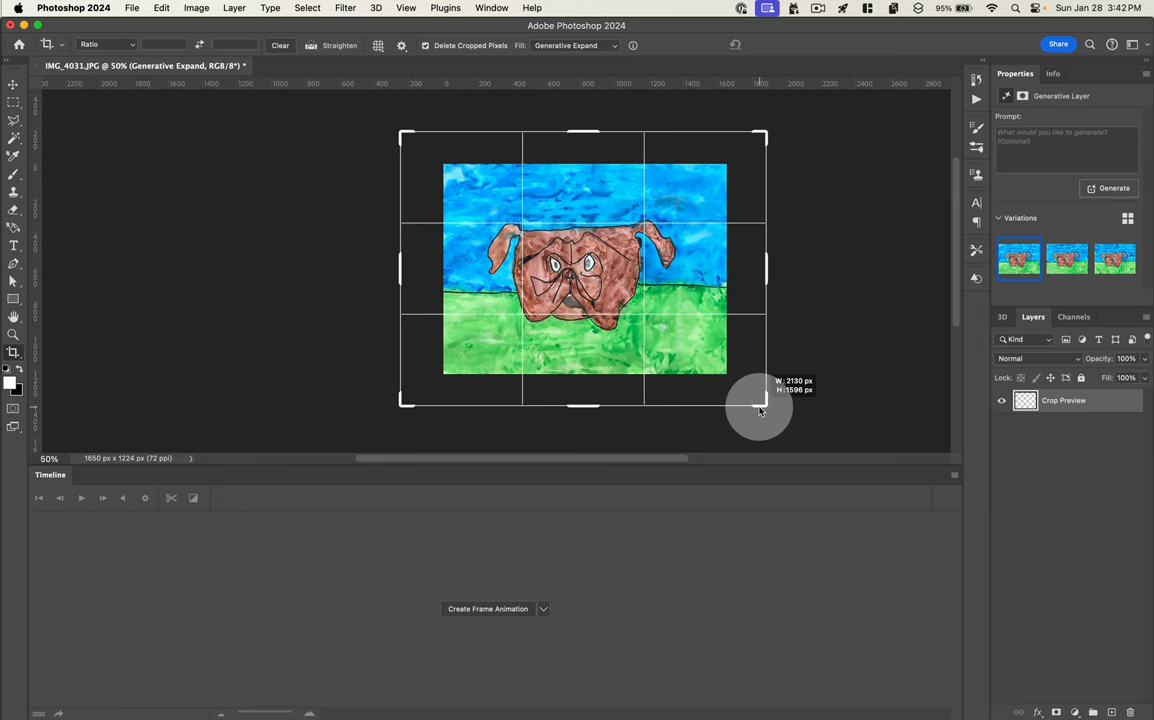 Photoshop 2024 File Edit Image Layer Type Select Filter 3D View Plugins Window Help 95% Sun Jan 28 3:42 PM
Adobe Photoshop 2024
Ratio Clear Straighten Delete Cropped Pixels Fill: Generative Expand Share
IMG_4031.JPG @ 50% (Generative Expand, RGB/8*) *
Properties Info
Generative Layer
Prompt:
What would you like to generate?
(Optional)
Generate
Variations
3D Layers Channels
Kind
Normal Opacity: 100%
Lock: Fill: 100%
Crop Preview
W: 2130 px
H: 1596 px
50% 1650 px x 1224 px (72 ppi)
Timeline
Create Frame Animation